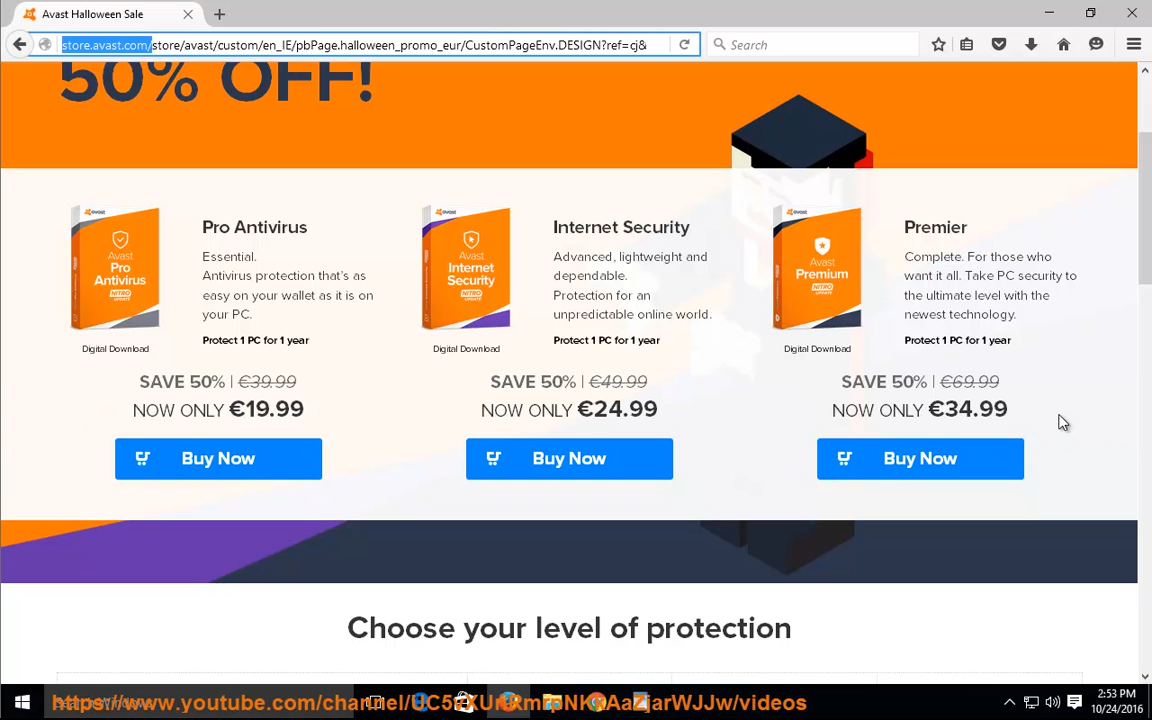 Avast Halloween Sale
store.avast.com/store/avast/custom/en_IE/pbPage.halloween_promo_eur/CustomPageEnv.DESIGN?ref=cj&
Search
50% OFF!
avast
Avast
Pro
Antivirus
NITRO
UPDATE
Digital Download
Pro Antivirus
Essential.
Antivirus protection that's as
easy on your wallet as it is on
your PC.
Protect 1 PC for 1 year
SAVE 50% | €39.99
NOW ONLY €19.99
Buy Now
avast
Avast
Internet
Security
NITRO
UPDATE
Digital Download
Internet Security
Advanced, lightweight and
dependable.
Protection for an
unpredictable online world.
Protect 1 PC for 1 year
SAVE 50% | €49.99
NOW ONLY €24.99
Buy Now
avast
Avast
Premium
NITRO
UPDATE
Digital Download
Premier
Complete. For those who
want it all. Take PC security to
the ultimate level with the
newest technology.
Protect 1 PC for 1 year
SAVE 50% | €69.99
NOW ONLY €34.99
Buy Now
Choose your level of protection
2:53 PM
10/24/2016